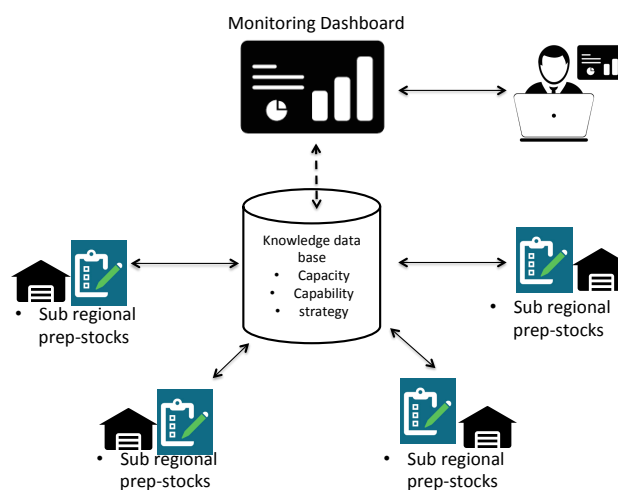 Monitoring Dashboard
Knowledge data
base
• Capacity
• Capability
• strategy
• Sub regional
prep-stocks
• Sub regional
prep-stocks
• Sub regional
prep-stocks
• Sub regional
prep-stocks